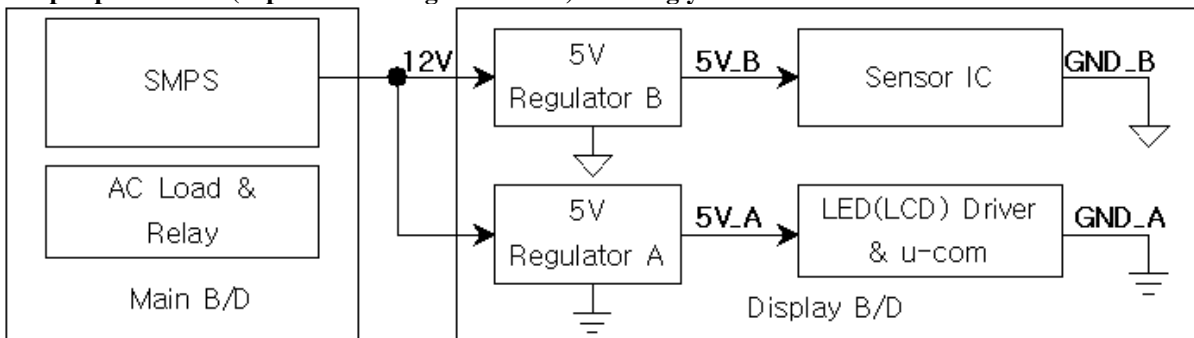 SMPS
AC Load &
Relay
Main B/D
12V
5V
Regulator B
5V_B
Sensor IC
GND_B
5V
Regulator A
5V_A
LED(LCD) Driver
& u-com
GND_A
Display B/D